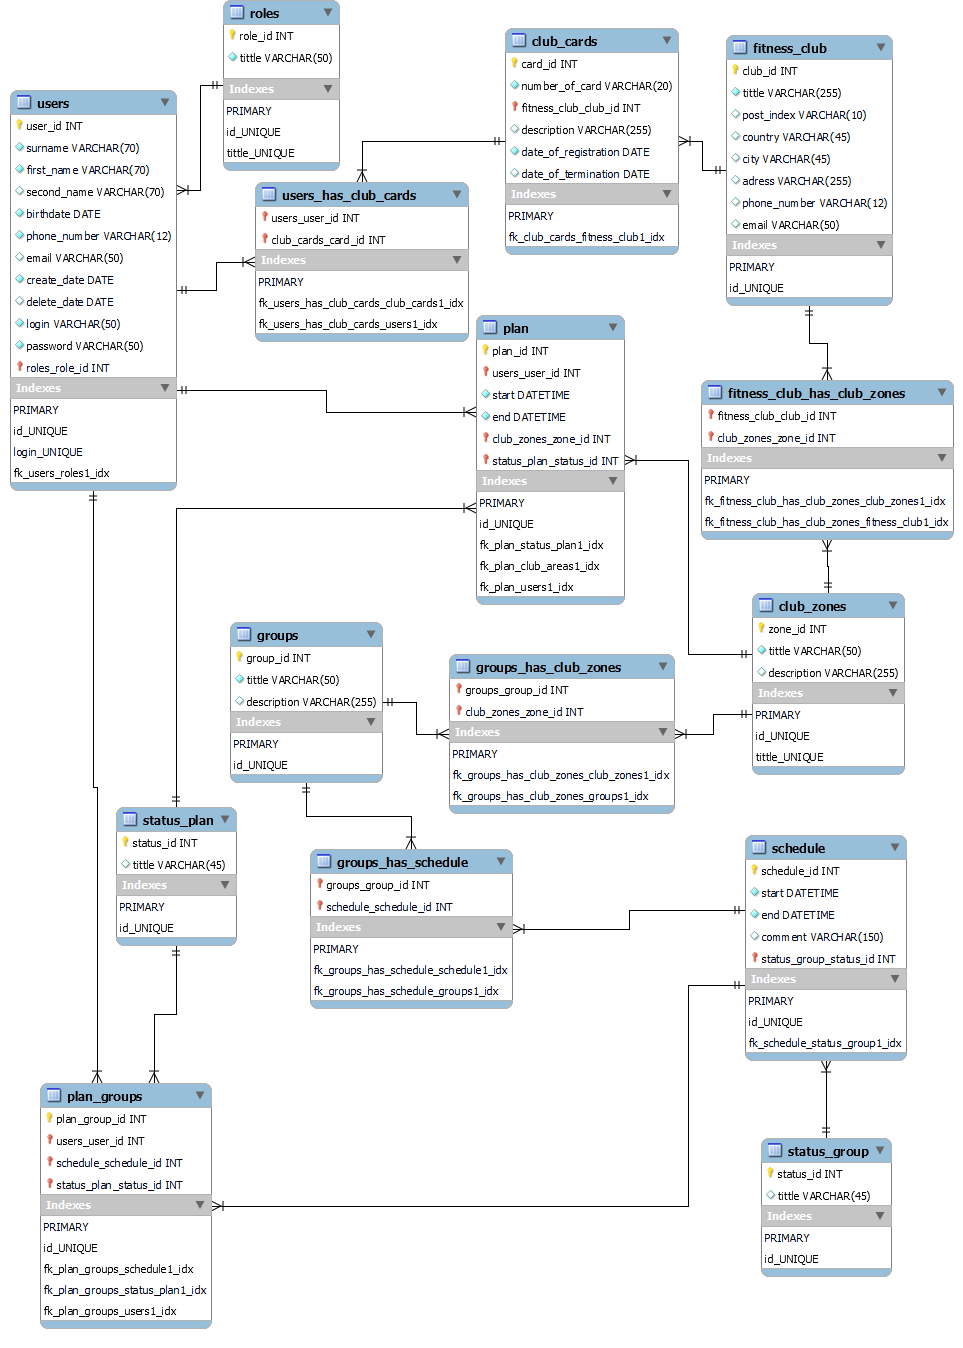 roles
role_id INT
tittle VARCHAR(50)
Indexes
PRIMARY
id_UNIQUE
tittle_UNIQUE
users
user_id INT
surname VARCHAR(70)
first_name VARCHAR(70)
second_name VARCHAR(70)
birthdate DATE
phone_number VARCHAR(12)
email VARCHAR(50)
create_date DATE
delete_date DATE
login VARCHAR(50)
password VARCHAR(50)
roles_role_id INT
Indexes
PRIMARY
id_UNIQUE
login_UNIQUE
fk_users_roles1_idx
users_has_club_cards
users_user_id INT
club_cards_card_id INT
Indexes
PRIMARY
fk_users_has_club_cards_club_cards1_idx
fk_users_has_club_cards_users1_idx
club_cards
card_id INT
number_of_card VARCHAR(20)
fitness_club_club_id INT
description VARCHAR(255)
date_of_registration DATE
date_of_termination DATE
Indexes
PRIMARY
fk_club_cards_fitness_club1_idx
fitness_club
club_id INT
tittle VARCHAR(255)
post_index VARCHAR(10)
country VARCHAR(45)
city VARCHAR(45)
adress VARCHAR(255)
phone_number VARCHAR(12)
email VARCHAR(50)
Indexes
PRIMARY
id_UNIQUE
plan
plan_id INT
users_user_id INT
start DATETIME
end DATETIME
club_zones_zone_id INT
status_plan_status_id INT
Indexes
PRIMARY
id_UNIQUE
fk_plan_status_plan1_idx
fk_plan_club_areas1_idx
fk_plan_users1_idx
fitness_club_has_club_zones
fitness_club_club_id INT
club_zones_zone_id INT
Indexes
PRIMARY
fk_fitness_club_has_club_zones_club_zones1_idx
fk_fitness_club_has_club_zones_fitness_club1_idx
club_zones
zone_id INT
tittle VARCHAR(50)
description VARCHAR(255)
Indexes
PRIMARY
id_UNIQUE
tittle_UNIQUE
groups
group_id INT
tittle VARCHAR(50)
description VARCHAR(255)
Indexes
PRIMARY
id_UNIQUE
groups_has_club_zones
groups_group_id INT
club_zones_zone_id INT
Indexes
PRIMARY
fk_groups_has_club_zones_club_zones1_idx
fk_groups_has_club_zones_groups1_idx
status_plan
status_id INT
tittle VARCHAR(45)
Indexes
PRIMARY
id_UNIQUE
groups_has_schedule
groups_group_id INT
schedule_schedule_id INT
Indexes
PRIMARY
fk_groups_has_schedule_schedule1_idx
fk_groups_has_schedule_groups1_idx
schedule
schedule_id INT
start DATETIME
end DATETIME
comment VARCHAR(150)
status_group_status_id INT
Indexes
PRIMARY
id_UNIQUE
fk_schedule_status_group1_idx
plan_groups
plan_group_id INT
users_user_id INT
schedule_schedule_id INT
status_plan_status_id INT
Indexes
PRIMARY
id_UNIQUE
fk_plan_groups_schedule1_idx
fk_plan_groups_status_plan1_idx
fk_plan_groups_users1_idx
status_group
status_id INT
tittle VARCHAR(45)
Indexes
PRIMARY
id_UNIQUE